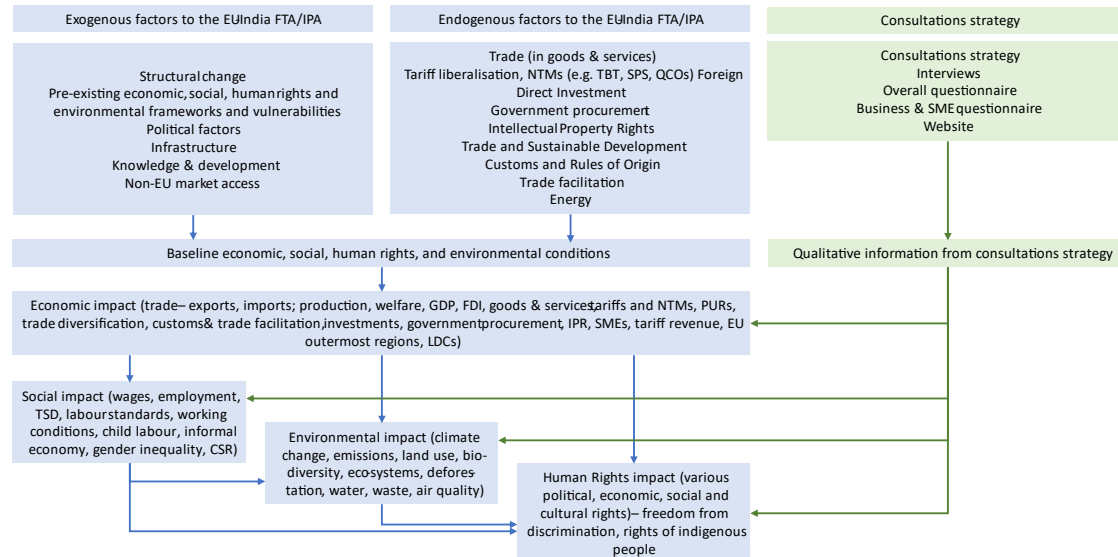 Exogenous factors to the EU-India FTA/IPA
Endogenous factors to the EU-India FTA/IPA
Consultations strategy
Structural change
Pre-existing economic, social, human rights and
environmental frameworks and vulnerabilities
Political factors
Infrastructure
Knowledge & development
Non-EU market access
Trade (in goods & services)
Tariff liberalisation, NTMs (e.g. TBT, SPS, QCOs) Foreign
Direct Investment
Government procurement
Intellectual Property Rights
Trade and Sustainable Development
Customs and Rules of Origin
Trade facilitation
Energy
Consultations strategy
Interviews
Overall questionnaire
Business & SME questionnaire
Website
Baseline economic, social, human rights, and environmental conditions
Qualitative information from consultations strategy
Economic impact (trade – exports, imports; production, welfare, GDP, FDI, goods & services, tariffs and NTMs, PURs,
trade diversification, customs & trade facilitation, investments, government procurement, IPR, SMEs, tariff revenue, EU
outermost regions, LDCs)
Social impact (wages, employment,
TSD, labour standards, working
conditions, child labour, informal
economy, gender inequality, CSR)
Environmental impact (climate
change, emissions, land use, bio-
diversity, eco-systems, defores-
tation, water, waste, air quality)
Human Rights impact (various
political, economic, social and
cultural rights) – freedom from
discrimination, rights of indigenous
people